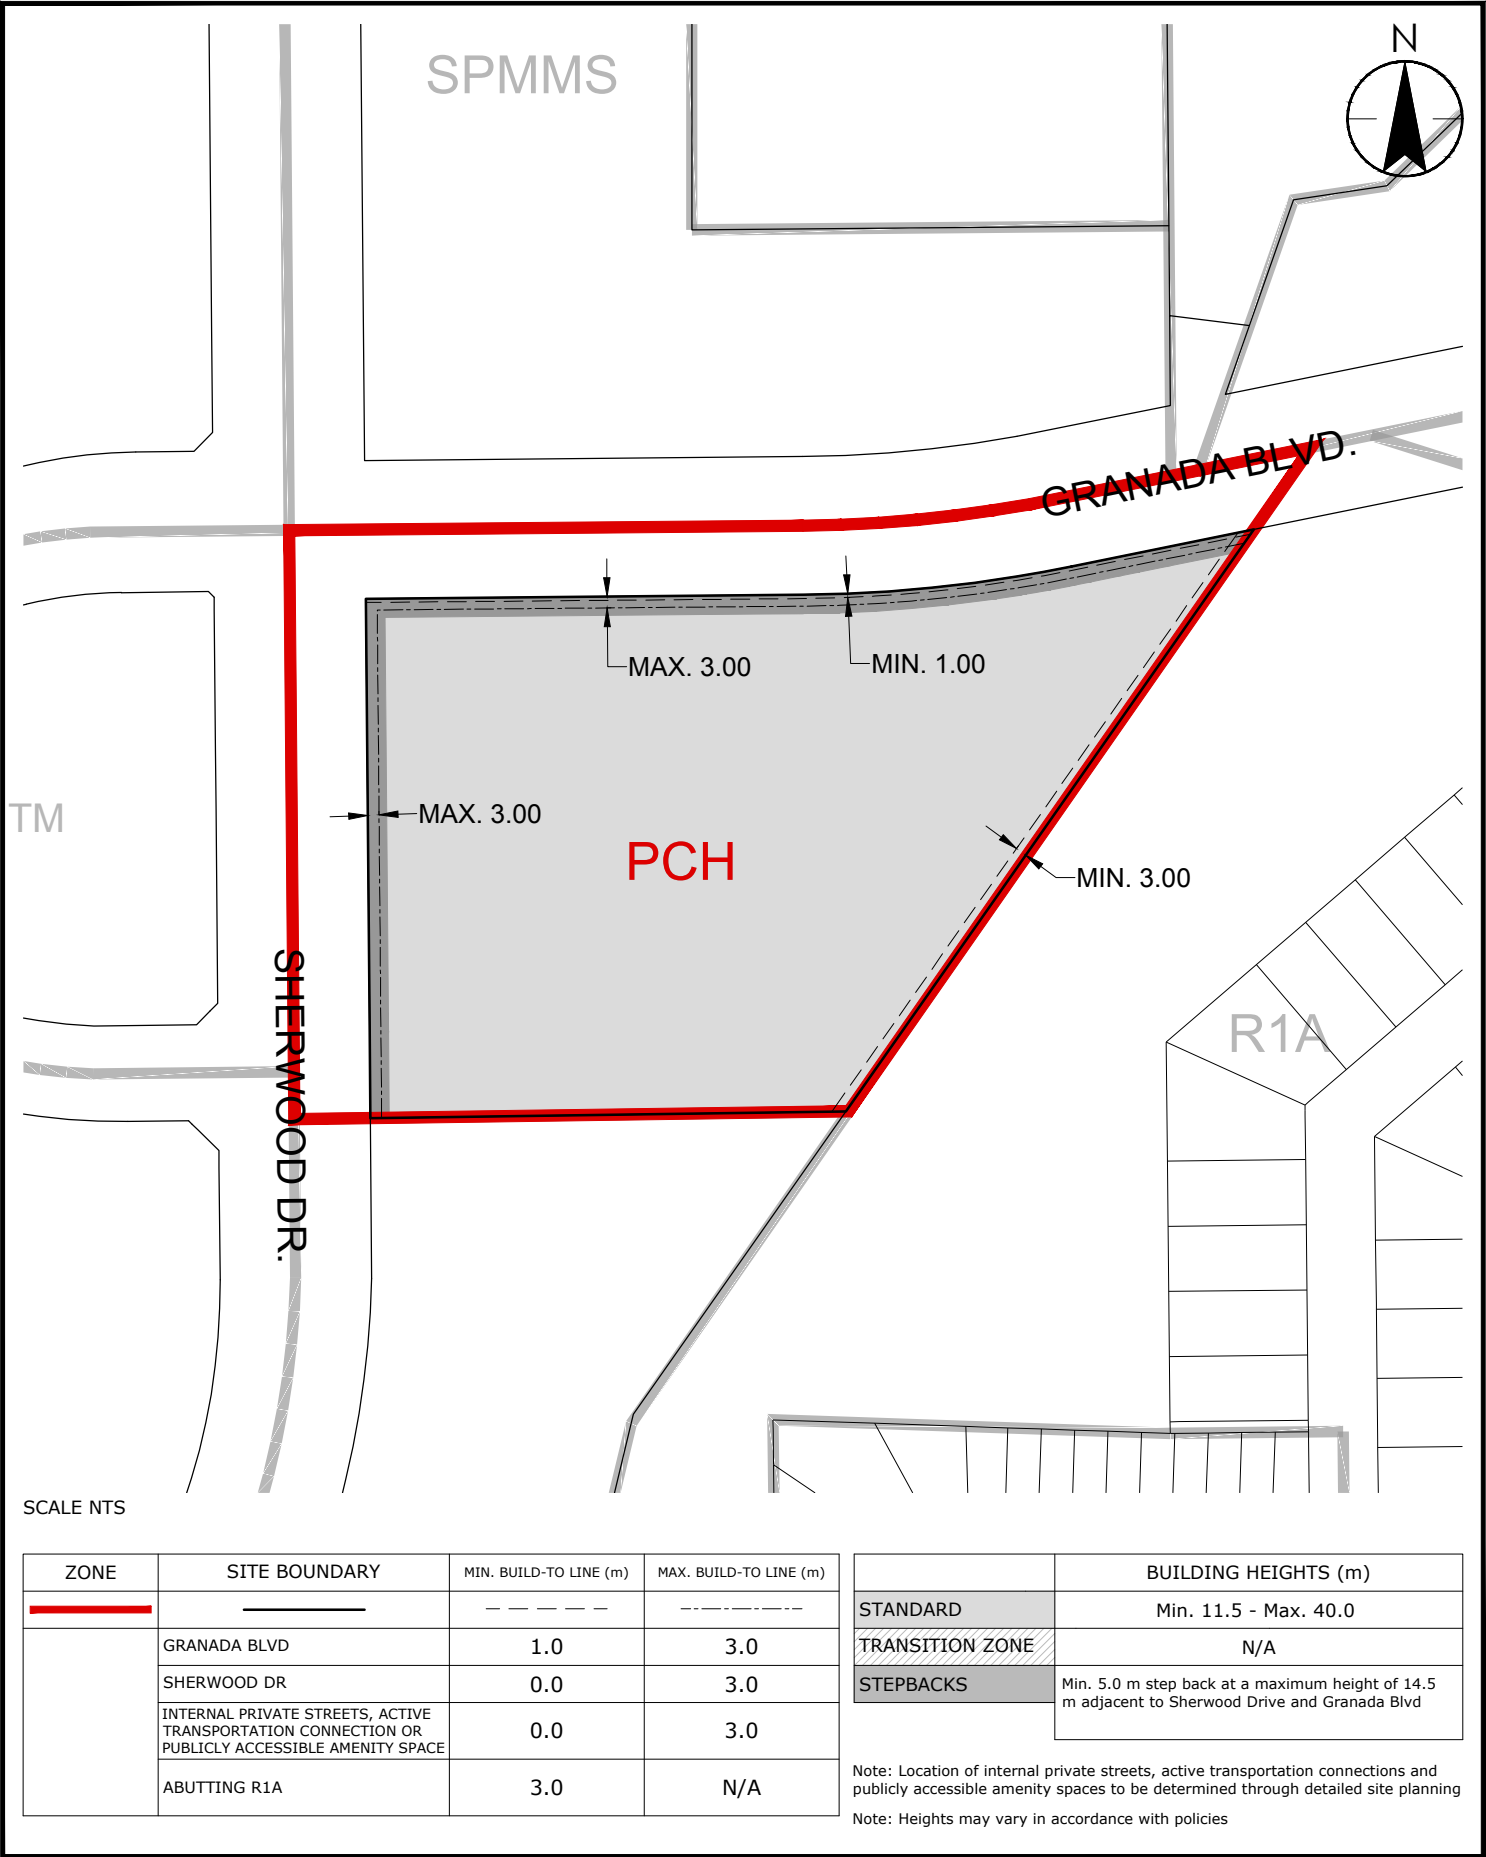 N
SPMMS
GRANADA BLVD.
MAX. 3.00
MIN. 1.00
TM
MAX. 3.00
PCH
MIN. 3.00
SHERWOOD DR.
R1A
SCALE NTS
ZONE
SITE BOUNDARY
MIN. BUILD-TO LINE (m)
MAX. BUILD-TO LINE (m)
GRANADA BLVD 1.0 3.0
SHERWOOD DR 0.0 3.0
INTERNAL PRIVATE STREETS, ACTIVE
TRANSPORTATION CONNECTION OR
PUBLICLY ACCESSIBLE AMENITY SPACE
0.0 3.0
ABUTTING R1A 3.0 N/A
BUILDING HEIGHTS (m)
STANDARD Min. 11.5 - Max. 40.0
TRANSITION ZONE N/A
STEPBACKS
Min. 5.0 m step back at a maximum height of 14.5
m adjacent to Sherwood Drive and Granada Blvd
Note: Location of internal private streets, active transportation connections and
publicly accessible amenity spaces to be determined through detailed site planning
Note: Heights may vary in accordance with policies